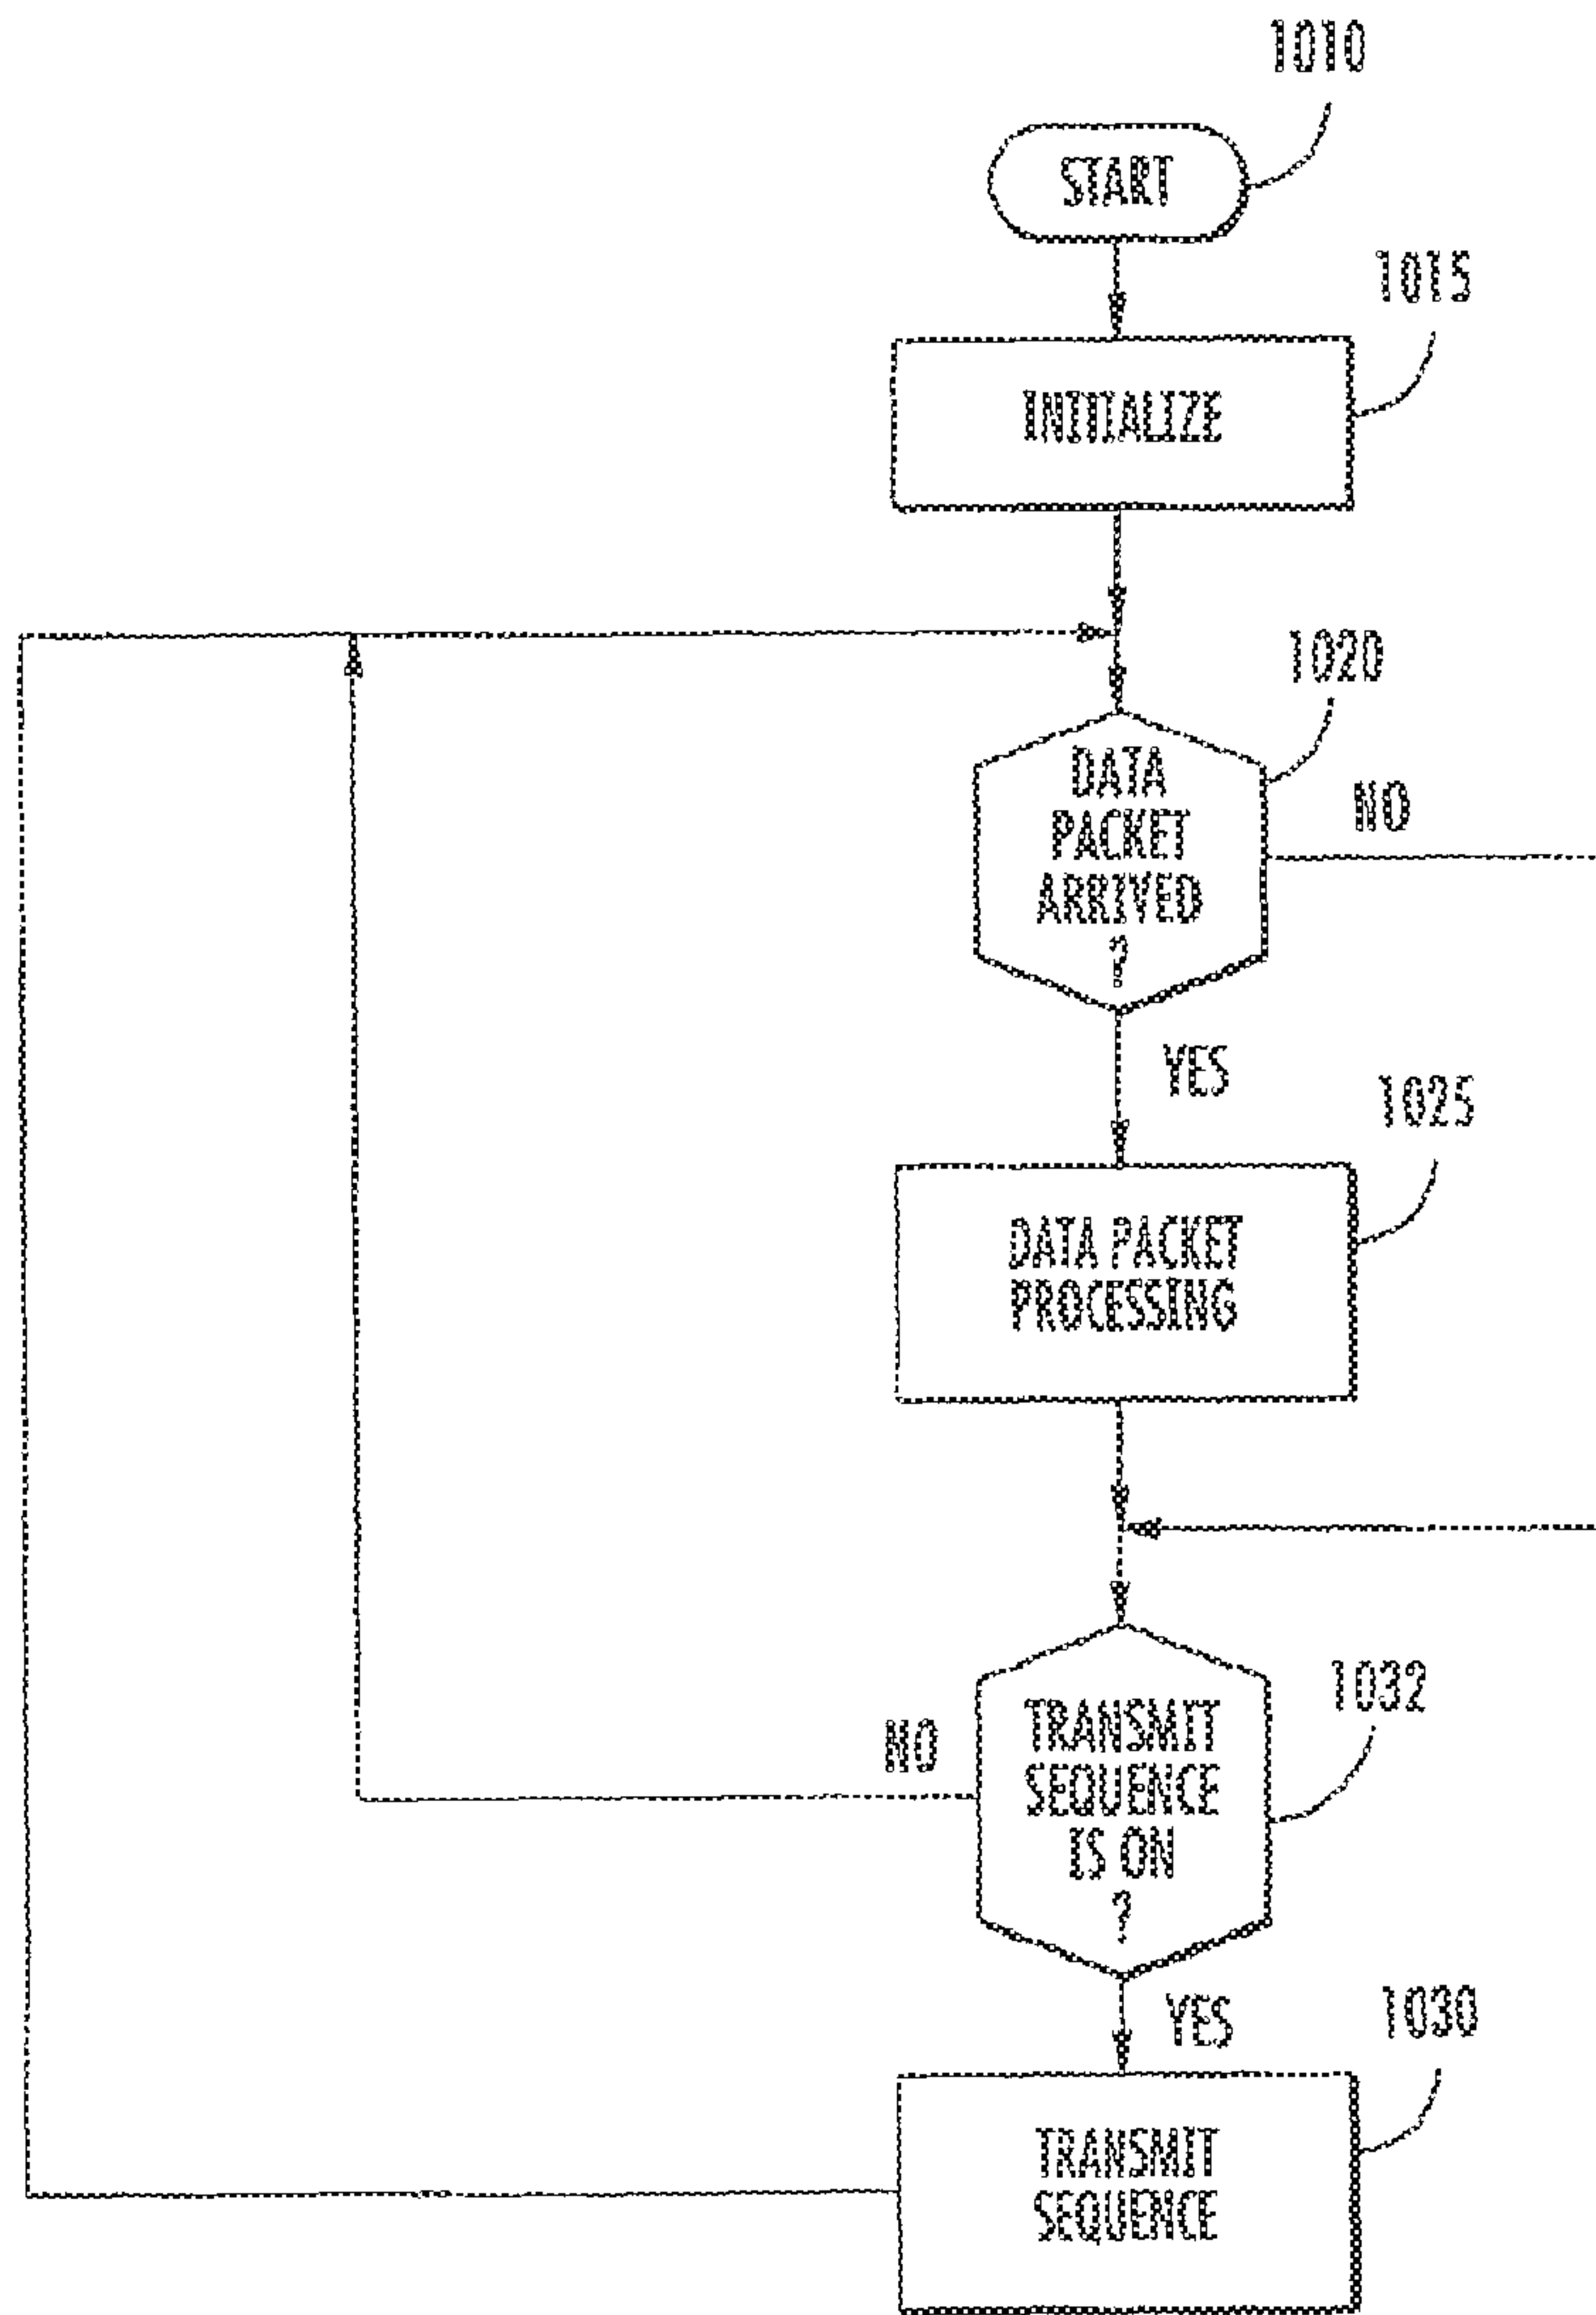 1010
START
1015
INITIALIZE
1020
DATA
PACKET
ARRIVED
?
NO
YES
1025
DATA PACKET
PROCESSING
1032
TRANSMIT
SEQUENCE
IS ON
?
NO
YES
1030
TRANSMIT
SEQUENCE